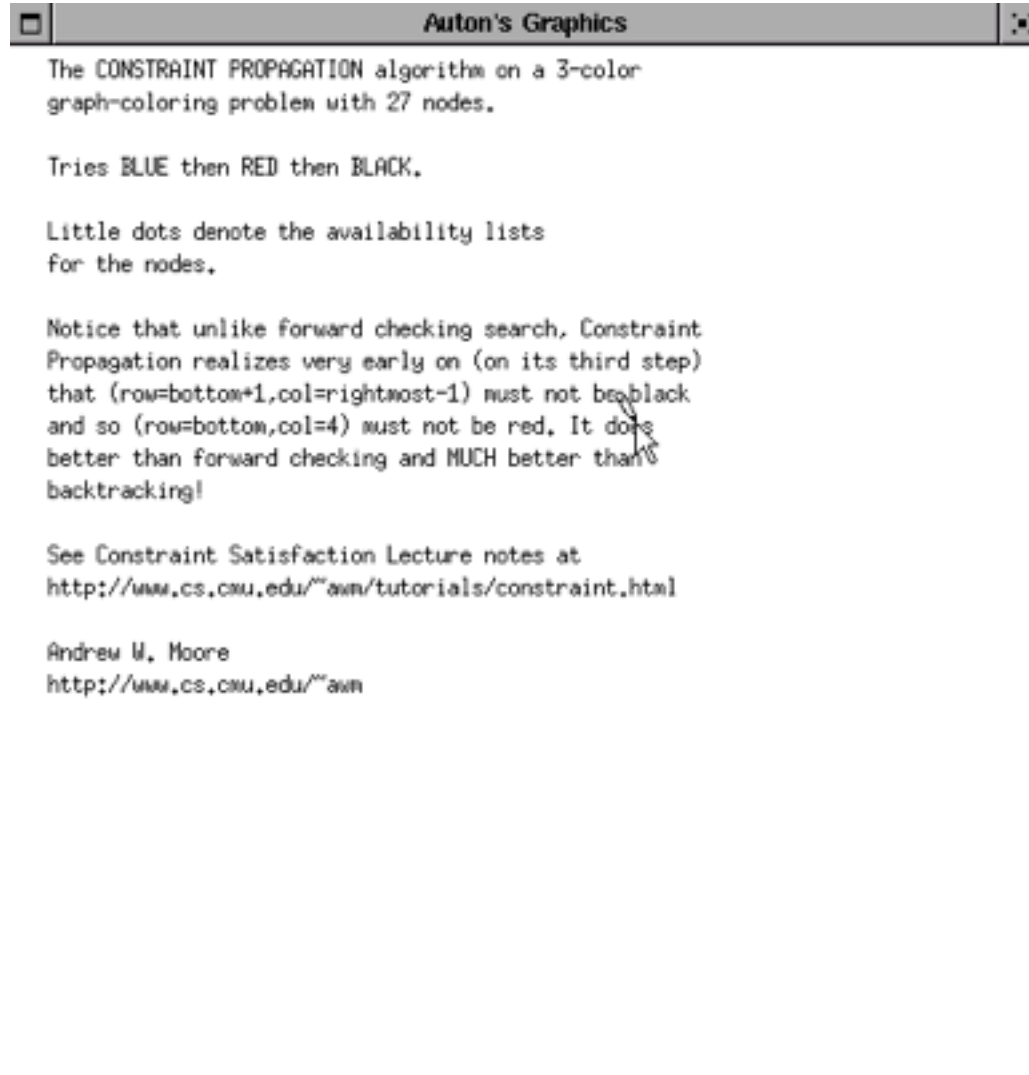 Auton's Graphics
The CONSTRAINT PROPAGATION algorithm on a 3-color
graph-coloring problem with 27 nodes.
Tries BLUE then RED then BLACK.
Little dots denote the availability lists
for the nodes.
Notice that unlike forward checking search, Constraint
Propagation realizes very early on (on its third step)
that (row=bottom+1,col=rightmost-1) must not be black
and so (row=bottom,col=4) must not be red. It does
better than forward checking and MUCH better than
backtracking!
See Constraint Satisfaction Lecture notes at
http://www.cs.cmu.edu/~awm/tutorials/constraint.html
Andrew W. Moore
http://www.cs.cmu.edu/~awm